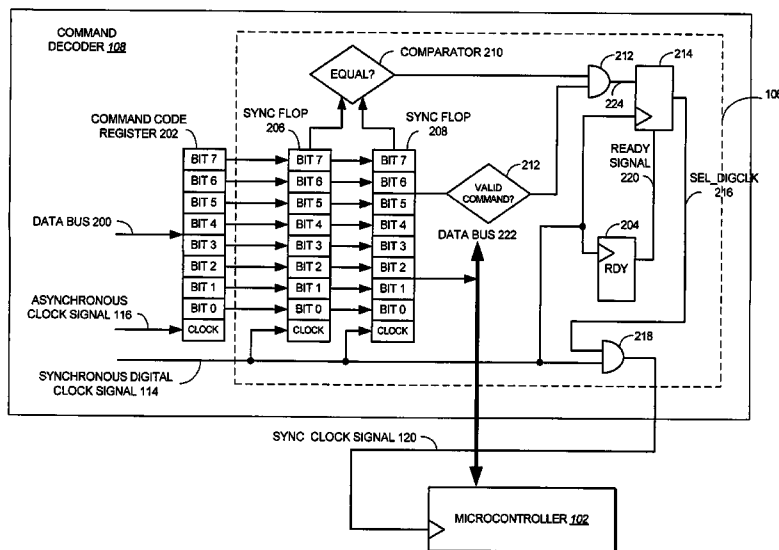 COMMAND
DECODER 108
COMPARATOR 210
EQUAL?
212
214
224
SYNC FLOP
206
SYNC FLOP
208
COMMAND CODE
REGISTER 202
BIT 7
BIT 6
BIT 5
BIT 4
BIT 3
BIT 2
BIT 1
BIT 0
CLOCK
BIT 7
BIT 6
BIT 5
BIT 4
BIT 3
BIT 2
BIT 1
BIT 0
CLOCK
BIT 7
BIT 6
BIT 5
BIT 4
BIT 3
BIT 2
BIT 1
BIT 0
CLOCK
212
VALID
COMMAND?
READY
SIGNAL
220
SEL_DIGCLK
216
DATA BUS 200
DATA BUS 222
204
RDY
ASYNCHRONOUS
CLOCK SIGNAL 116
218
SYNCHRONOUS DIGITAL
CLOCK SIGNAL 114
SYNC CLOCK SIGNAL 120
MICROCONTROLLER 102